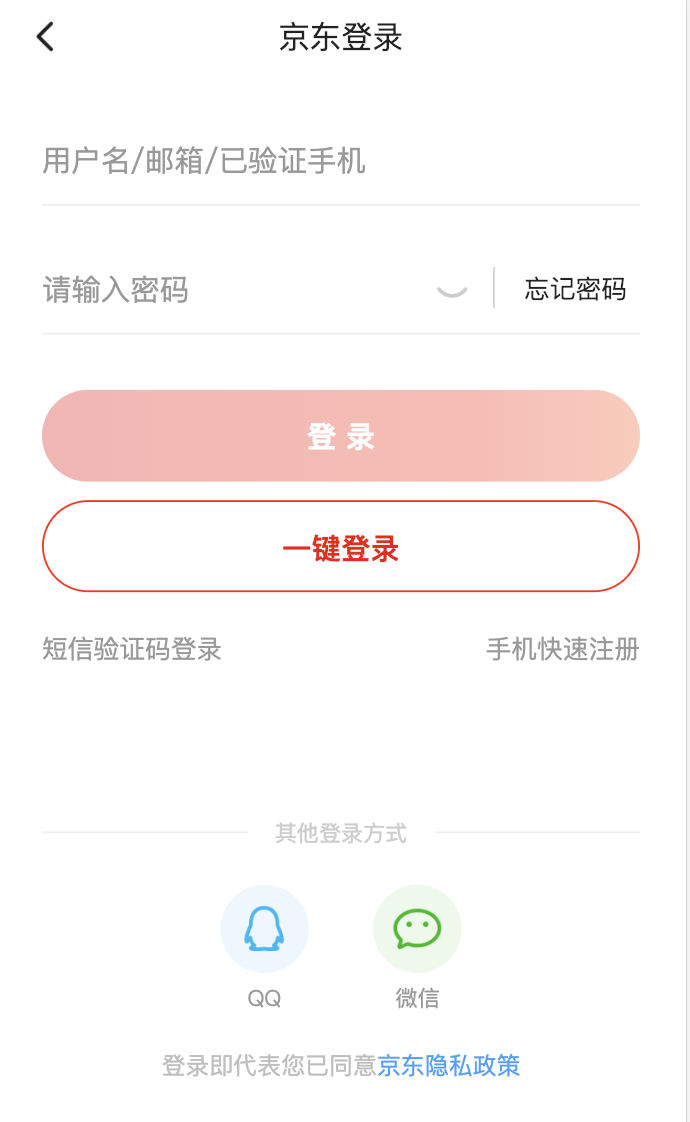 京东登录
用户名/邮箱/已验证手机
请输入密码 忘记密码
登 录
一键登录
短信验证码登录 手机快速注册
其他登录方式
QQ 微信
登录即代表您已同意京东隐私政策